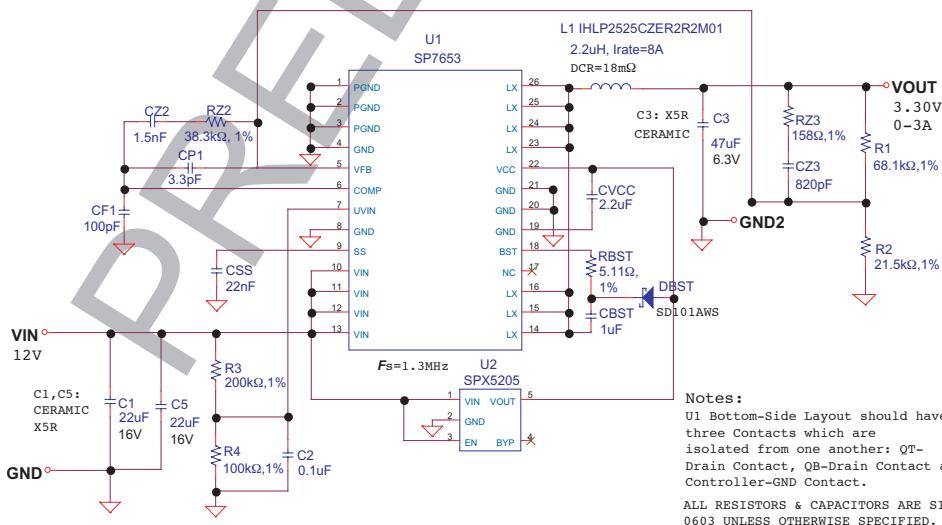 PREL
U1
SP7653
L1 IHLP2525CZER2R2M01
2.2uH, Irate=8A
DCR=18mΩ
1 PGND
2 PGND
3 PGND
4 GND
5 VFB
6 COMP
7 UVIN
8 GND
9 SS
10 VIN
11 VIN
12 VIN
13 VIN
LX 26
LX 25
LX 24
LX 23
VCC 22
GND 21
GND 20
GND 19
BST 18
NC 17
LX 16
LX 15
LX 14
CZ2
1.5nF
RZ2
38.3kΩ, 1%
CP1
3.3pF
CF1
100pF
CSS
22nF
VIN
12V
C1,C5:
CERAMIC
X5R
C1
22uF
16V
C5
22uF
16V
R3
200kΩ,1%
R4
100kΩ,1%
C2
0.1uF
GND
Fs=1.3MHz
U2
SPX5205
1 VIN
2 GND
3 EN
VOUT 5
BYP 4
CVCC
2.2uF
RBST
5.11Ω,
1%
CBST
1uF
DBST
SD101AWS
C3: X5R
CERAMIC
C3
47uF
6.3V
GND2
RZ3
158Ω,1%
CZ3
820pF
R1
68.1kΩ,1%
R2
21.5kΩ,1%
VOUT
3.30V
0-3A
Notes:
U1 Bottom-Side Layout should have
three Contacts which are
isolated from one another: QT-
Drain Contact, QB-Drain Contact a
Controller-GND Contact.
ALL RESISTORS & CAPACITORS ARE SI
0603 UNLESS OTHERWISE SPECIFIED.